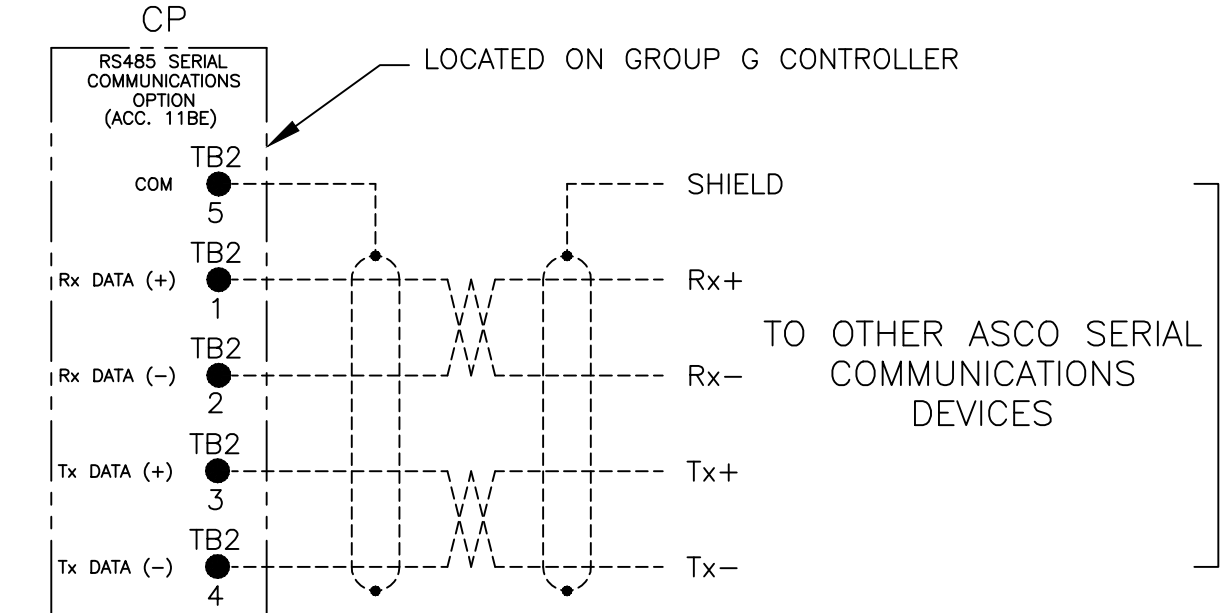 CP
RS485 SERIAL
COMMUNICATIONS
OPTION
(ACC. 11BE)
LOCATED ON GROUP G CONTROLLER
TB2
COM
5
SHIELD
TB2
Rx DATA (+)
1
Rx+
TB2
Rx DATA (−)
2
Rx−
TB2
Tx DATA (+)
3
Tx+
TB2
Tx DATA (−)
4
Tx−
TO OTHER ASCO SERIAL
COMMUNICATIONS
DEVICES